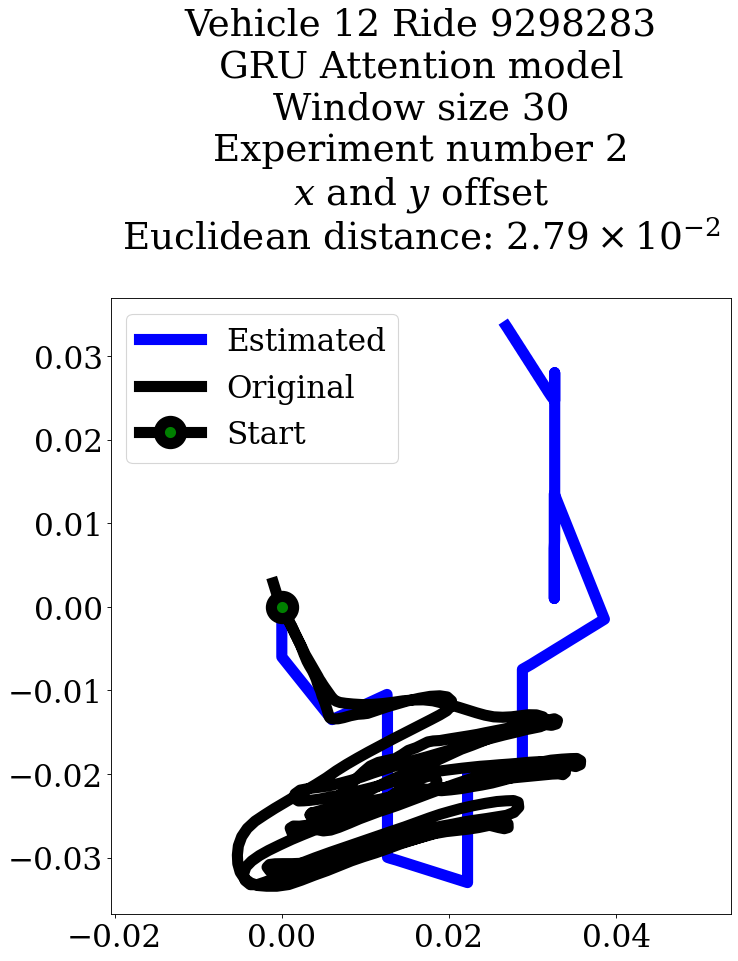 Vehicle 12 Ride 9298283
GRU Attention model
Window size 30
Experiment number 2
x and y offset
Euclidean distance: 2.79 × 10⁻²
Estimated
Original
Start
0.03
0.02
0.01
0.00
−0.01
−0.02
−0.03
−0.02 0.00 0.02 0.04